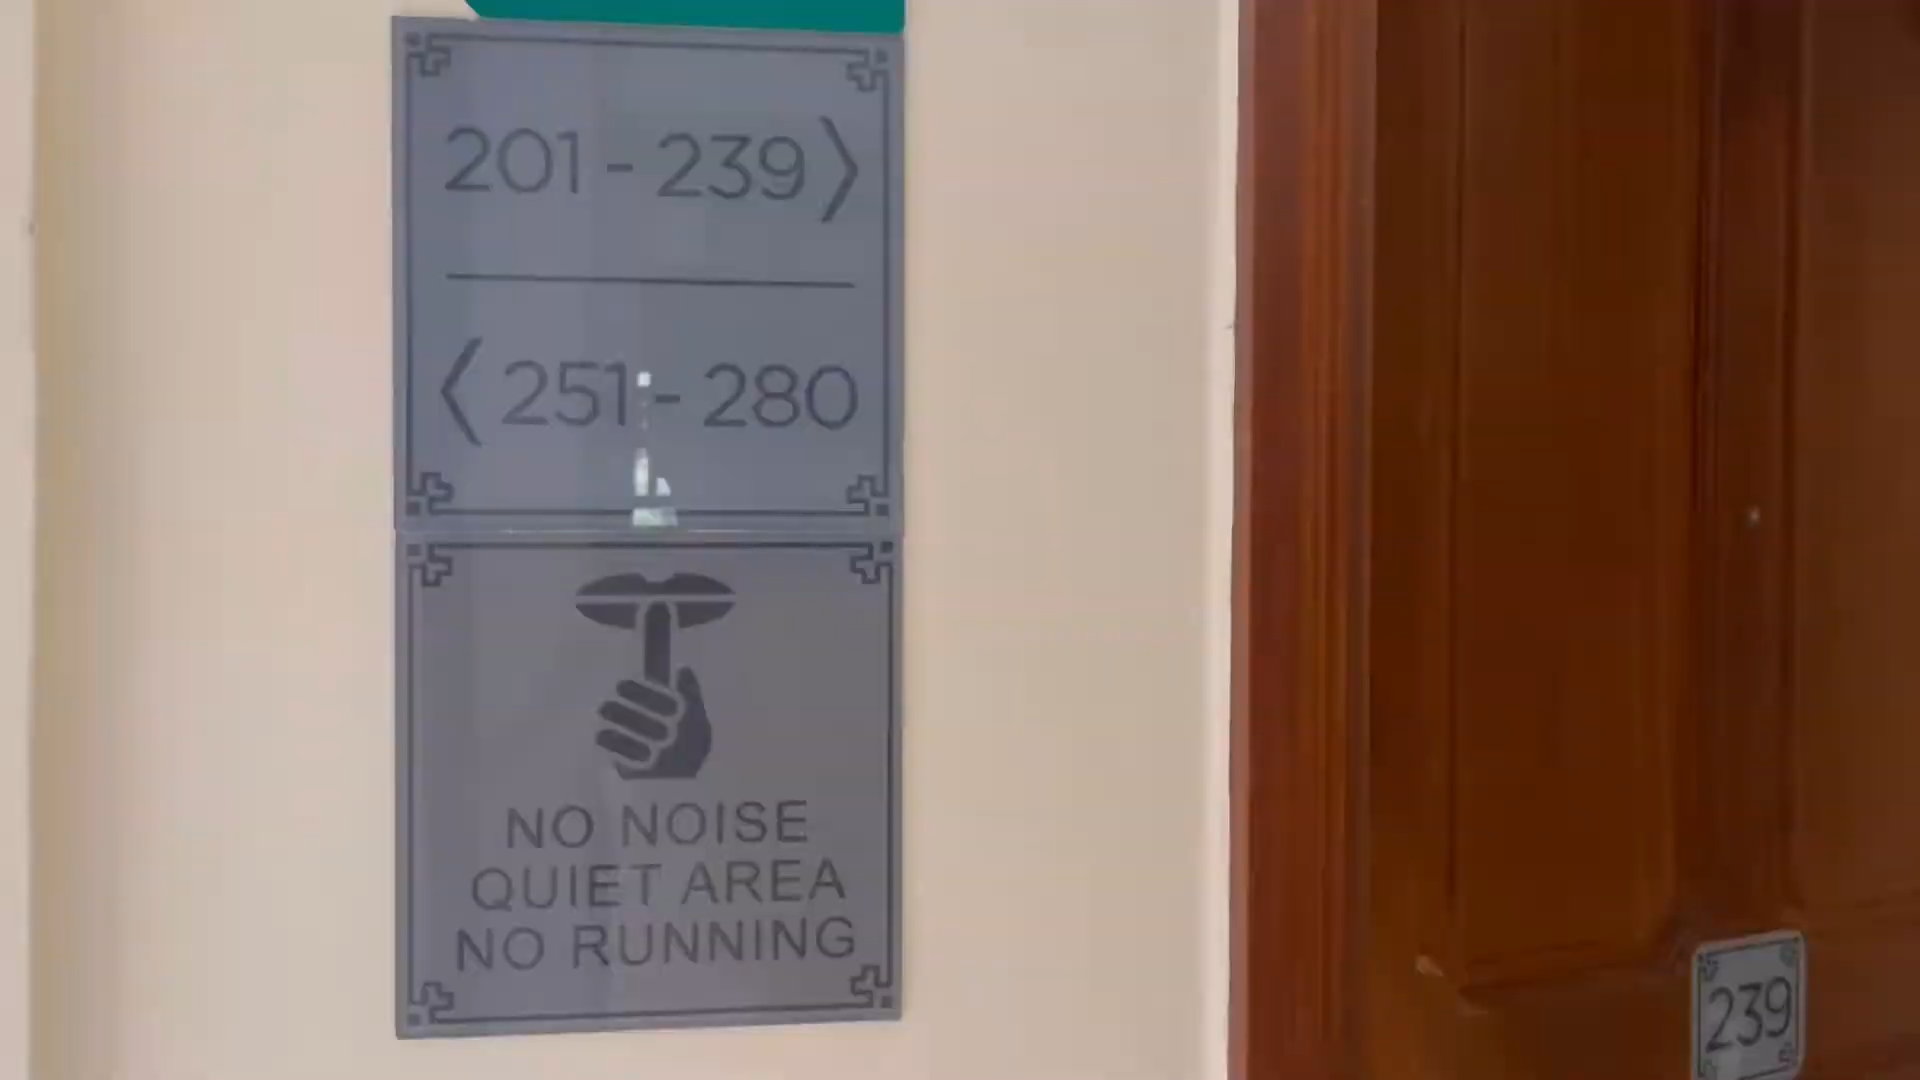 201 - 239 〉
〈 251 - 280
NO NOISE
QUIET AREA
NO RUNNING
239